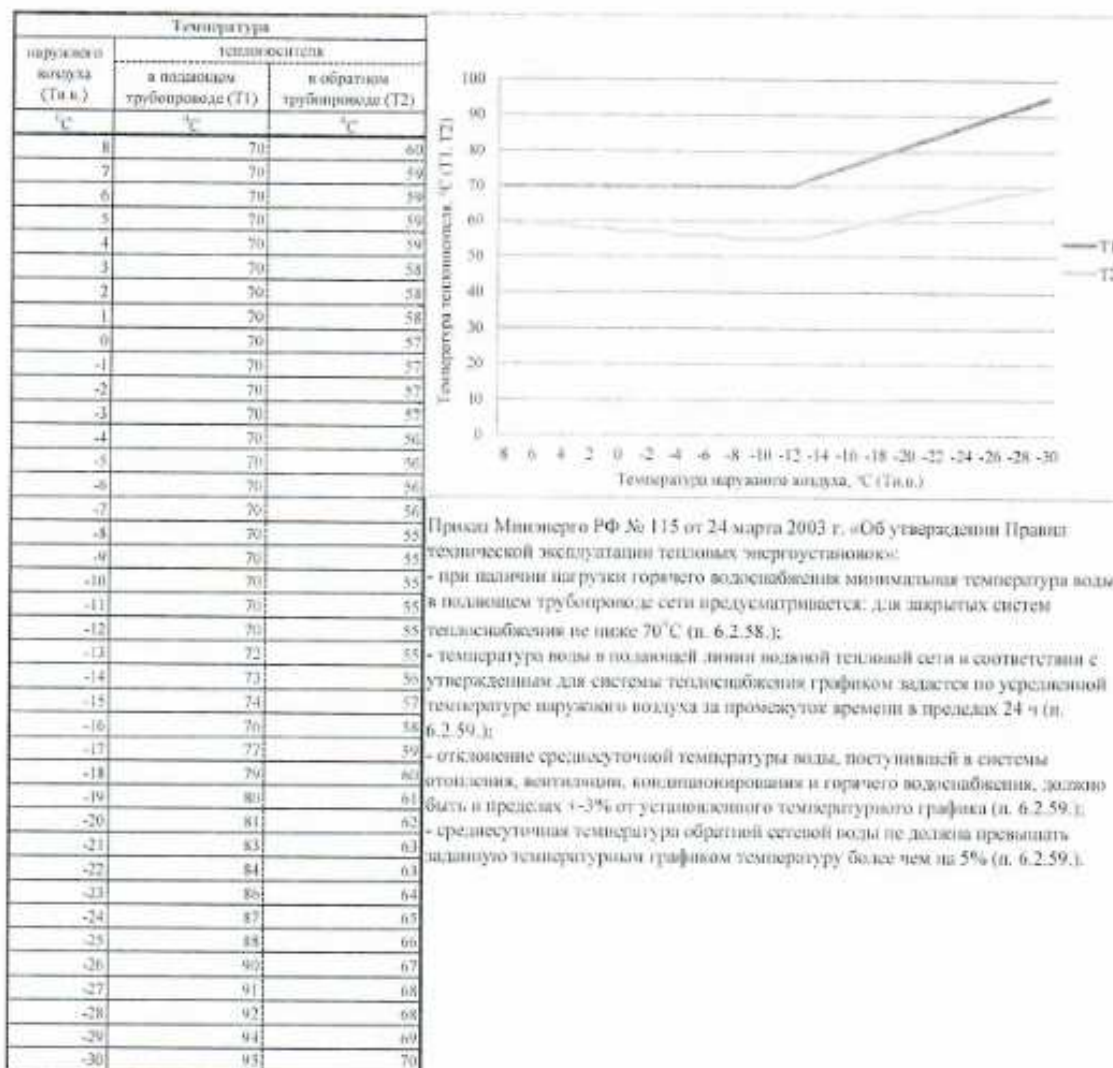 Температура
наружного воздуха (Тн.в.)
теплоносителя
в подающем трубопроводе (Т1)
в обратном трубопроводе (Т2)
°С °С °С
8 70 60
7 70 59
6 70 59
5 70 59
4 70 59
3 70 58
2 70 58
1 70 58
0 70 57
-1 70 57
-2 70 57
-3 70 57
-4 70 56
-5 70 56
-6 70 56
-7 70 56
-8 70 55
-9 70 55
-10 70 55
-11 70 55
-12 70 55
-13 72 55
-14 73 56
-15 74 57
-16 76 58
-17 77 59
-18 79 60
-19 80 61
-20 81 62
-21 83 63
-22 84 63
-23 86 64
-24 87 65
-25 88 66
-26 90 67
-27 91 68
-28 92 68
-29 94 69
-30 95 70
Температура теплоносителя, °С (Т1, Т2)
100
90
80
70
60
50
40
30
20
10
0
8 6 4 2 0 -2 -4 -6 -8 -10 -12 -14 -16 -18 -20 -22 -24 -26 -28 -30
Температура наружного воздуха, °С (Тн.в.)
Т1
Т2
Приказ Минэнерго РФ № 115 от 24 марта 2003 г. «Об утверждении Правил
технической эксплуатации тепловых энергоустановок»:
- при наличии нагрузки горячего водоснабжения минимальная температура воды
в подающем трубопроводе сети предусматривается: для закрытых систем
теплоснабжения не ниже 70°С (п. 6.2.58.);
- температура воды в подающей линии водяной тепловой сети в соответствии с
утвержденным для системы теплоснабжения графиком задается по усредненной
температуре наружного воздуха за промежуток времени в пределах 24 ч (п.
6.2.59.);
- отклонение среднесуточной температуры воды, поступившей в системы
отопления, вентиляции, кондиционирования и горячего водоснабжения, должно
быть в пределах +-3% от установленного температурного графика (п. 6.2.59.);
- среднесуточная температура обратной сетевой воды не должна превышать
заданную температурным графиком температуру более чем на 5% (п. 6.2.59.).